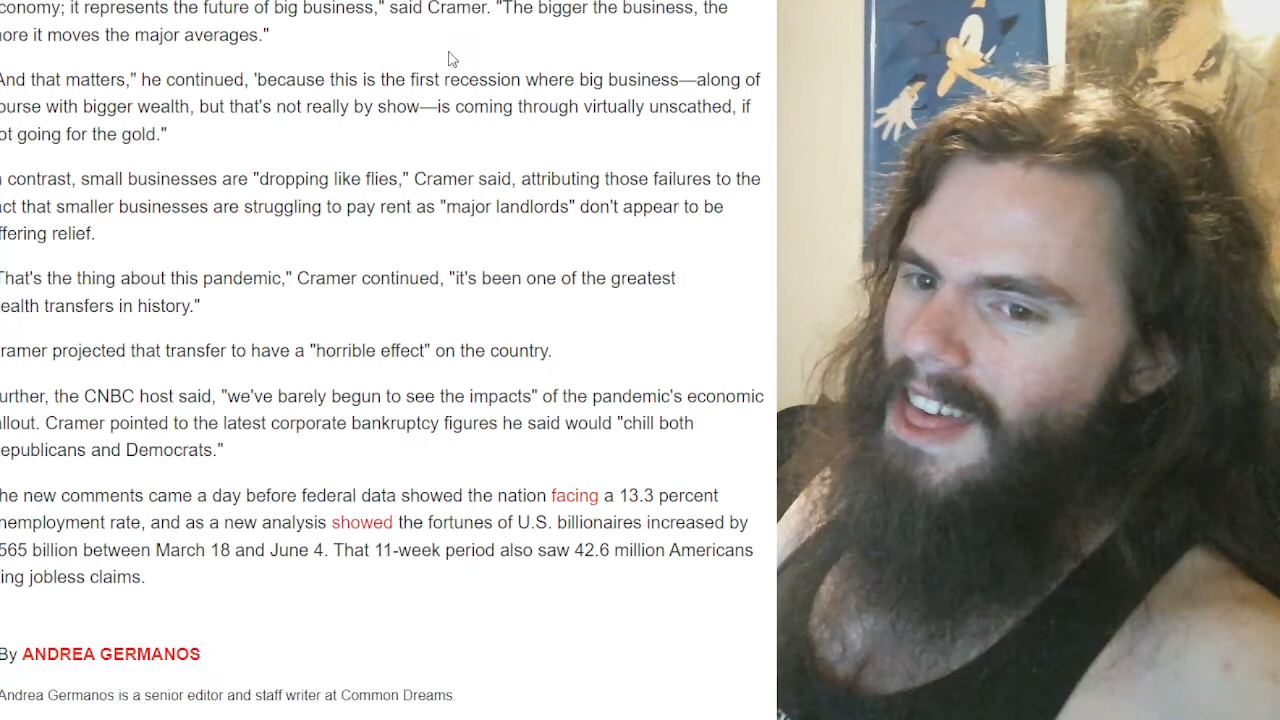 conomy; it represents the future of big business," said Cramer. "The bigger the business, the
ore it moves the major averages."
And that matters," he continued, 'because this is the first recession where big business—along of
ourse with bigger wealth, but that's not really by show—is coming through virtually unscathed, if
ot going for the gold."
contrast, small businesses are "dropping like flies," Cramer said, attributing those failures to the
ct that smaller businesses are struggling to pay rent as "major landlords" don't appear to be
ffering relief.
That's the thing about this pandemic," Cramer continued, "it's been one of the greatest
ealth transfers in history."
ramer projected that transfer to have a "horrible effect" on the country.
urther, the CNBC host said, "we've barely begun to see the impacts" of the pandemic's economic
llout. Cramer pointed to the latest corporate bankruptcy figures he said would "chill both
epublicans and Democrats."
he new comments came a day before federal data showed the nation facing a 13.3 percent
nemployment rate, and as a new analysis showed the fortunes of U.S. billionaires increased by
565 billion between March 18 and June 4. That 11-week period also saw 42.6 million Americans
ing jobless claims.
By ANDREA GERMANOS
Andrea Germanos is a senior editor and staff writer at Common Dreams.